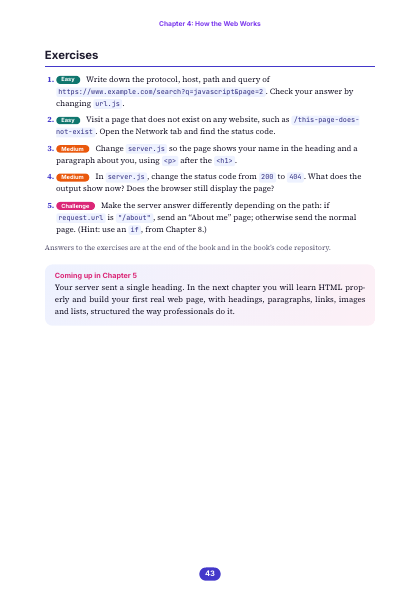 Chapter 4: How the Web Works
Exercises
1. Easy Write down the protocol, host, path and query of
https://www.example.com/search?q=javascript&page=2. Check your answer by
changing url.js.
2. Easy Visit a page that does not exist on any website, such as /this-page-does-
not-exist. Open the Network tab and find the status code.
3. Medium Change server.js so the page shows your name in the heading and a
paragraph about you, using <p> after the <h1>.
4. Medium In server.js, change the status code from 200 to 404. What does the
output show now? Does the browser still display the page?
5. Challenge Make the server answer differently depending on the path: if
request.url is "/about", send an “About me” page; otherwise send the normal
page. (Hint: use an if, from Chapter 8.)
Answers to the exercises are at the end of the book and in the book’s code repository.
Coming up in Chapter 5
Your server sent a single heading. In the next chapter you will learn HTML prop-
erly and build your first real web page, with headings, paragraphs, links, images
and lists, structured the way professionals do it.
43